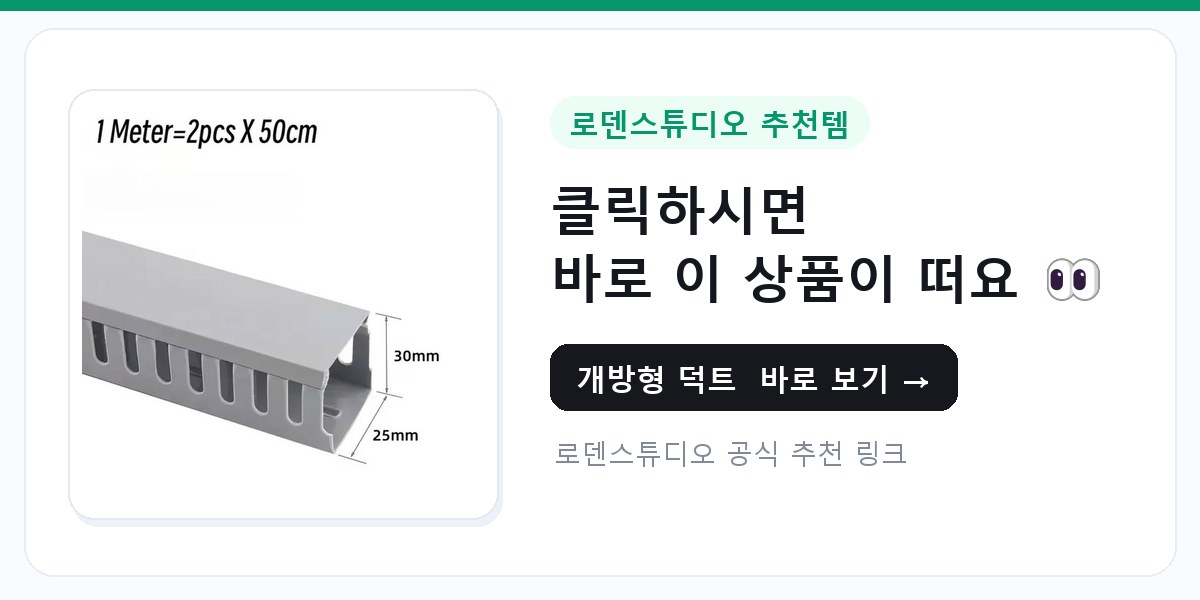 1 Meter=2pcs X 50cm
30mm
25mm
로덴스튜디오 추천템
클릭하시면
바로 이 상품이 떠요 👀
개방형 덕트 바로 보기 →
로덴스튜디오 공식 추천 링크